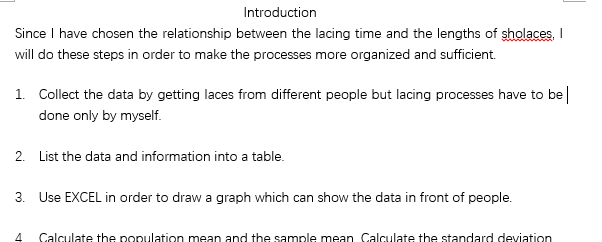 Introduction
Since I have chosen the relationship between the lacing time and the lengths of sholaces, I
will do these steps in order to make the processes more organized and sufficient.
1. Collect the data by getting laces from different people but lacing processes have to be
done only by myself.
2. List the data and information into a table.
3. Use EXCEL in order to draw a graph which can show the data in front of people.
4 Calculate the population mean and the sample mean. Calculate the standard deviation